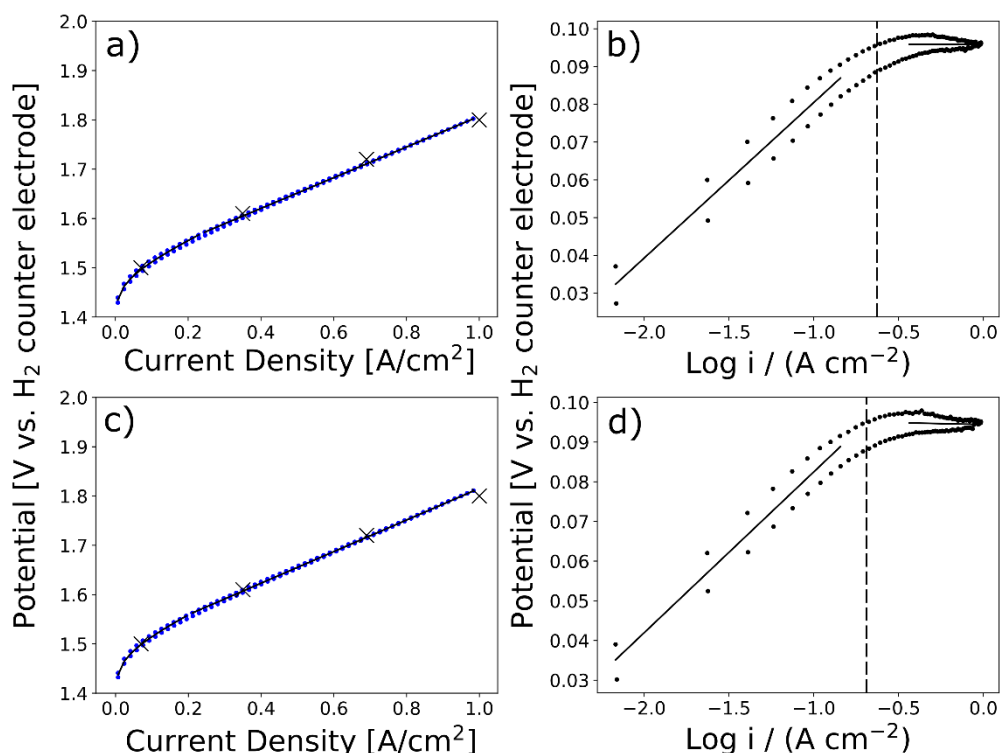 a)
2.0
1.9
1.8
1.7
1.6
1.5
1.4
0.0 0.2 0.4 0.6 0.8 1.0
Current Density [A/cm²]
b)
0.10
0.09
0.08
0.07
0.06
0.05
0.04
0.03
−2.0 −1.5 −1.0 −0.5 0.0
Log i / (A cm⁻²)
Potential [V vs. H₂ counter electrode]
Potential [V vs. H₂ counter electrode]
c)
2.0
1.9
1.8
1.7
1.6
1.5
1.4
0.0 0.2 0.4 0.6 0.8 1.0
Current Density [A/cm²]
d)
0.10
0.09
0.08
0.07
0.06
0.05
0.04
0.03
−2.0 −1.5 −1.0 −0.5 0.0
Log i / (A cm⁻²)